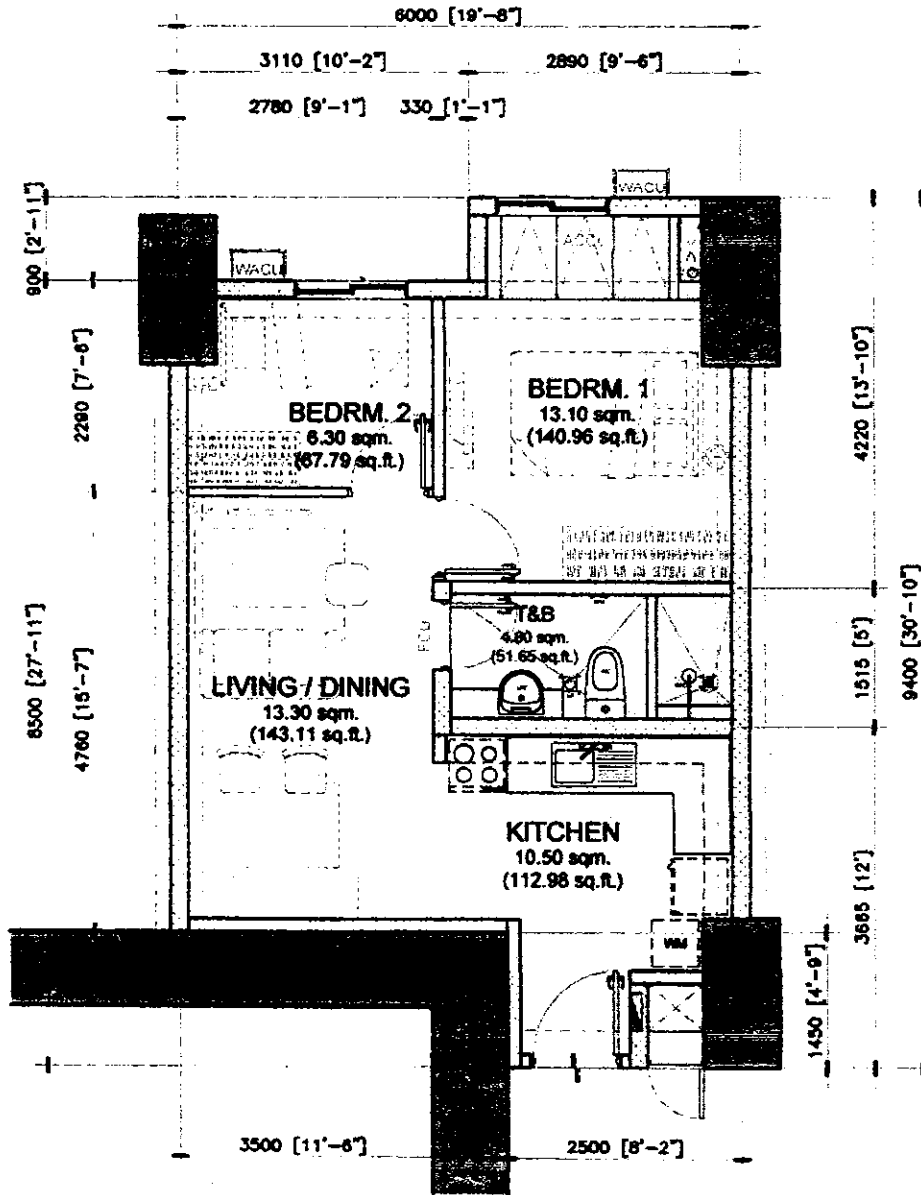 6000 [19'-8"]
3110 [10'-2"]
2890 [9'-6"]
2780 [9'-1"]
330 [1'-1"]
WACU
WACU
ACCU
900 [2'-11"]
2290 [7'-6"]
8500 [27'-11"]
4760 [15'-7"]
BEDRM. 2
6.30 sqm.
(67.79 sq.ft.)
BEDRM. 1
13.10 sqm.
(140.96 sq.ft.)
4220 [13'-10"]
9400 [30'-10"]
1515 [5']
3665 [12']
1450 [4'-9"]
T&B
4.80 sqm.
(51.65 sq.ft.)
FCU
LIVING / DINING
13.30 sqm.
(143.11 sq.ft.)
KITCHEN
10.50 sqm.
(112.98 sq.ft.)
WM
3500 [11'-6"]
2500 [8'-2"]